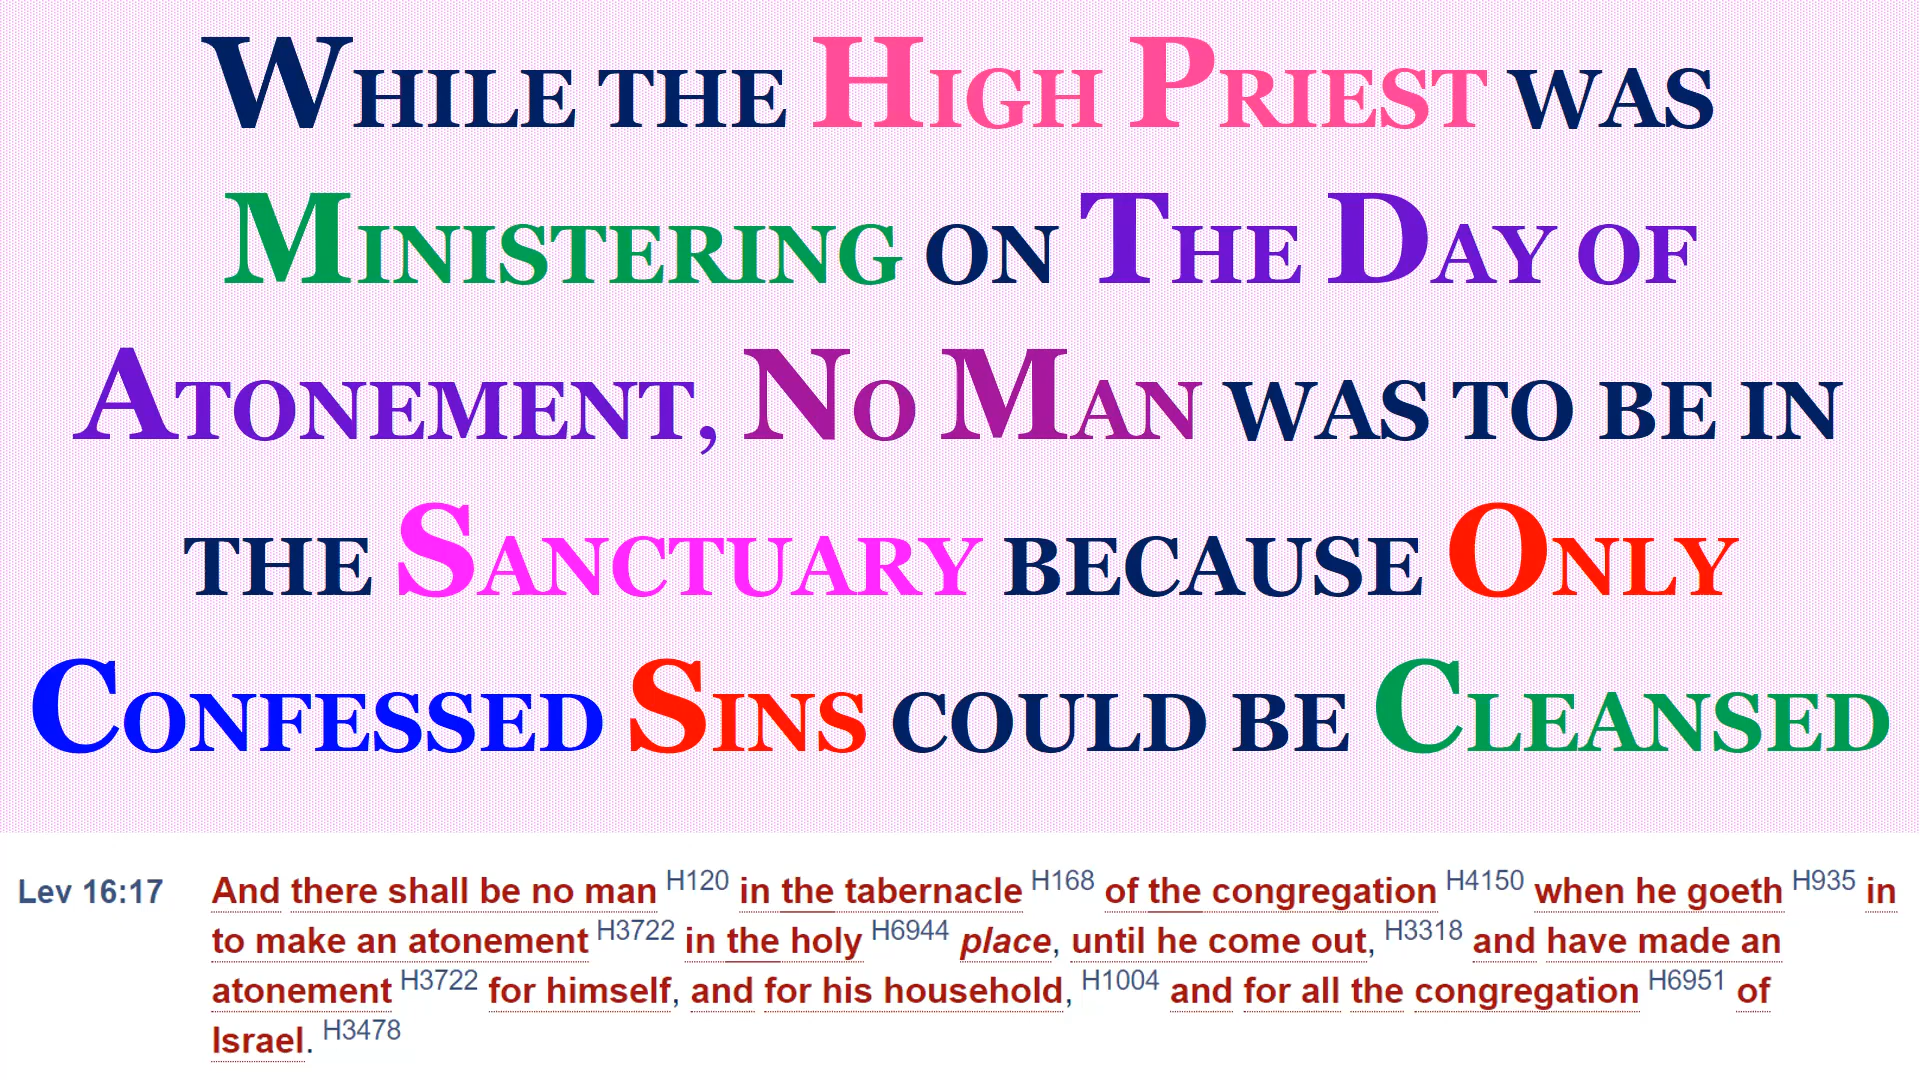 WHILE THE HIGH PRIEST WAS
MINISTERING ON THE DAY OF
ATONEMENT, NO MAN WAS TO BE IN
THE SANCTUARY BECAUSE ONLY
CONFESSED SINS COULD BE CLEANSED
Lev 16:17 And there shall be no man H120 in the tabernacle H168 of the congregation H4150 when he goeth H935 in
to make an atonement H3722 in the holy H6944 place, until he come out, H3318 and have made an
atonement H3722 for himself, and for his household, H1004 and for all the congregation H6951 of
Israel. H3478